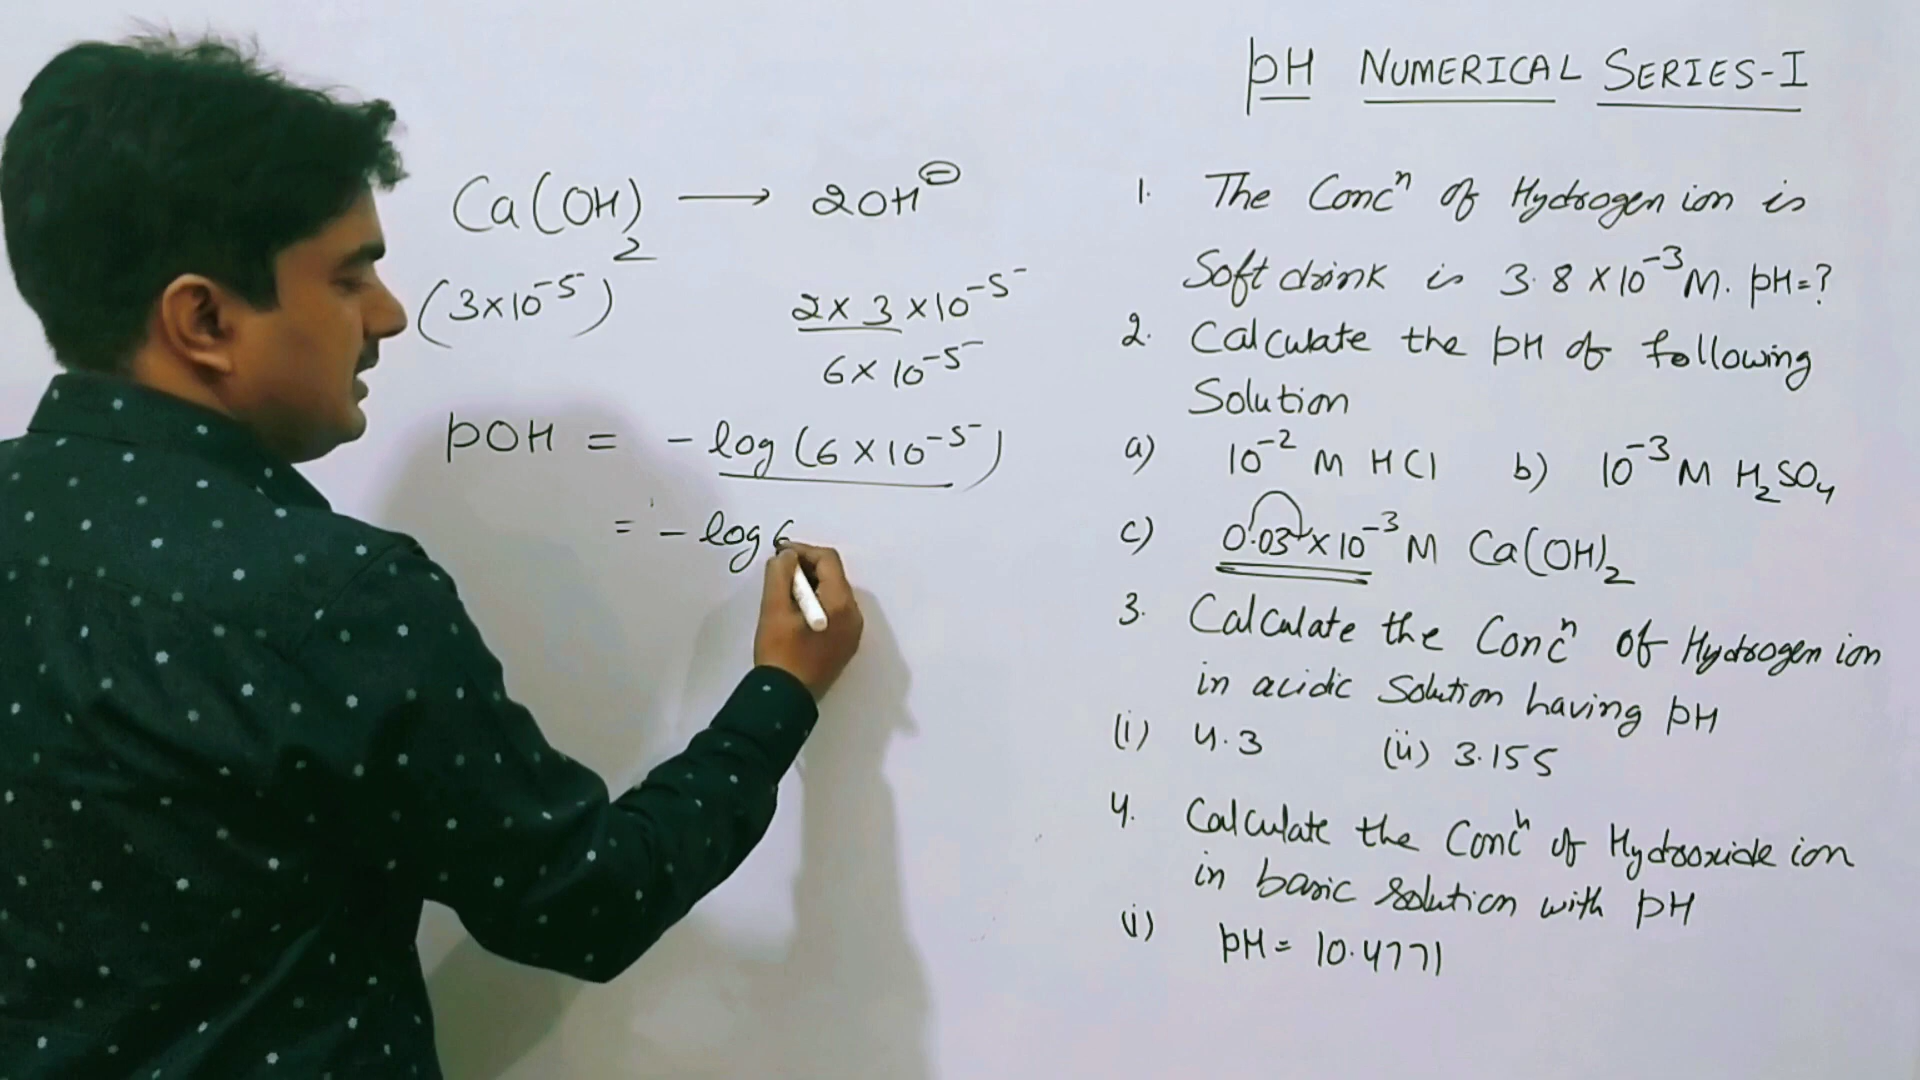 pH NUMERICAL SERIES-I
Ca(OH)₂ ⟶ 2OH⊖
(3×10⁻⁵)
2×3×10⁻⁵
6×10⁻⁵
pOH = -log(6×10⁻⁵)
= -log6
1. The Concⁿ of Hydrogen ion is
Soft drink is 3.8×10⁻³M. pH=?
2. Calculate the pH of following
Solution
a) 10⁻² M HCl b) 10⁻³M H₂SO₄
c) 0.03×10⁻³M Ca(OH)₂
3. Calculate the Concⁿ of Hydrogen ion
in acidic Solution having pH
(i) 4.3 (ii) 3.155
4. Calculate the Concⁿ of Hydrooxide ion
in basic solution with pH
(i) pH= 10.4771